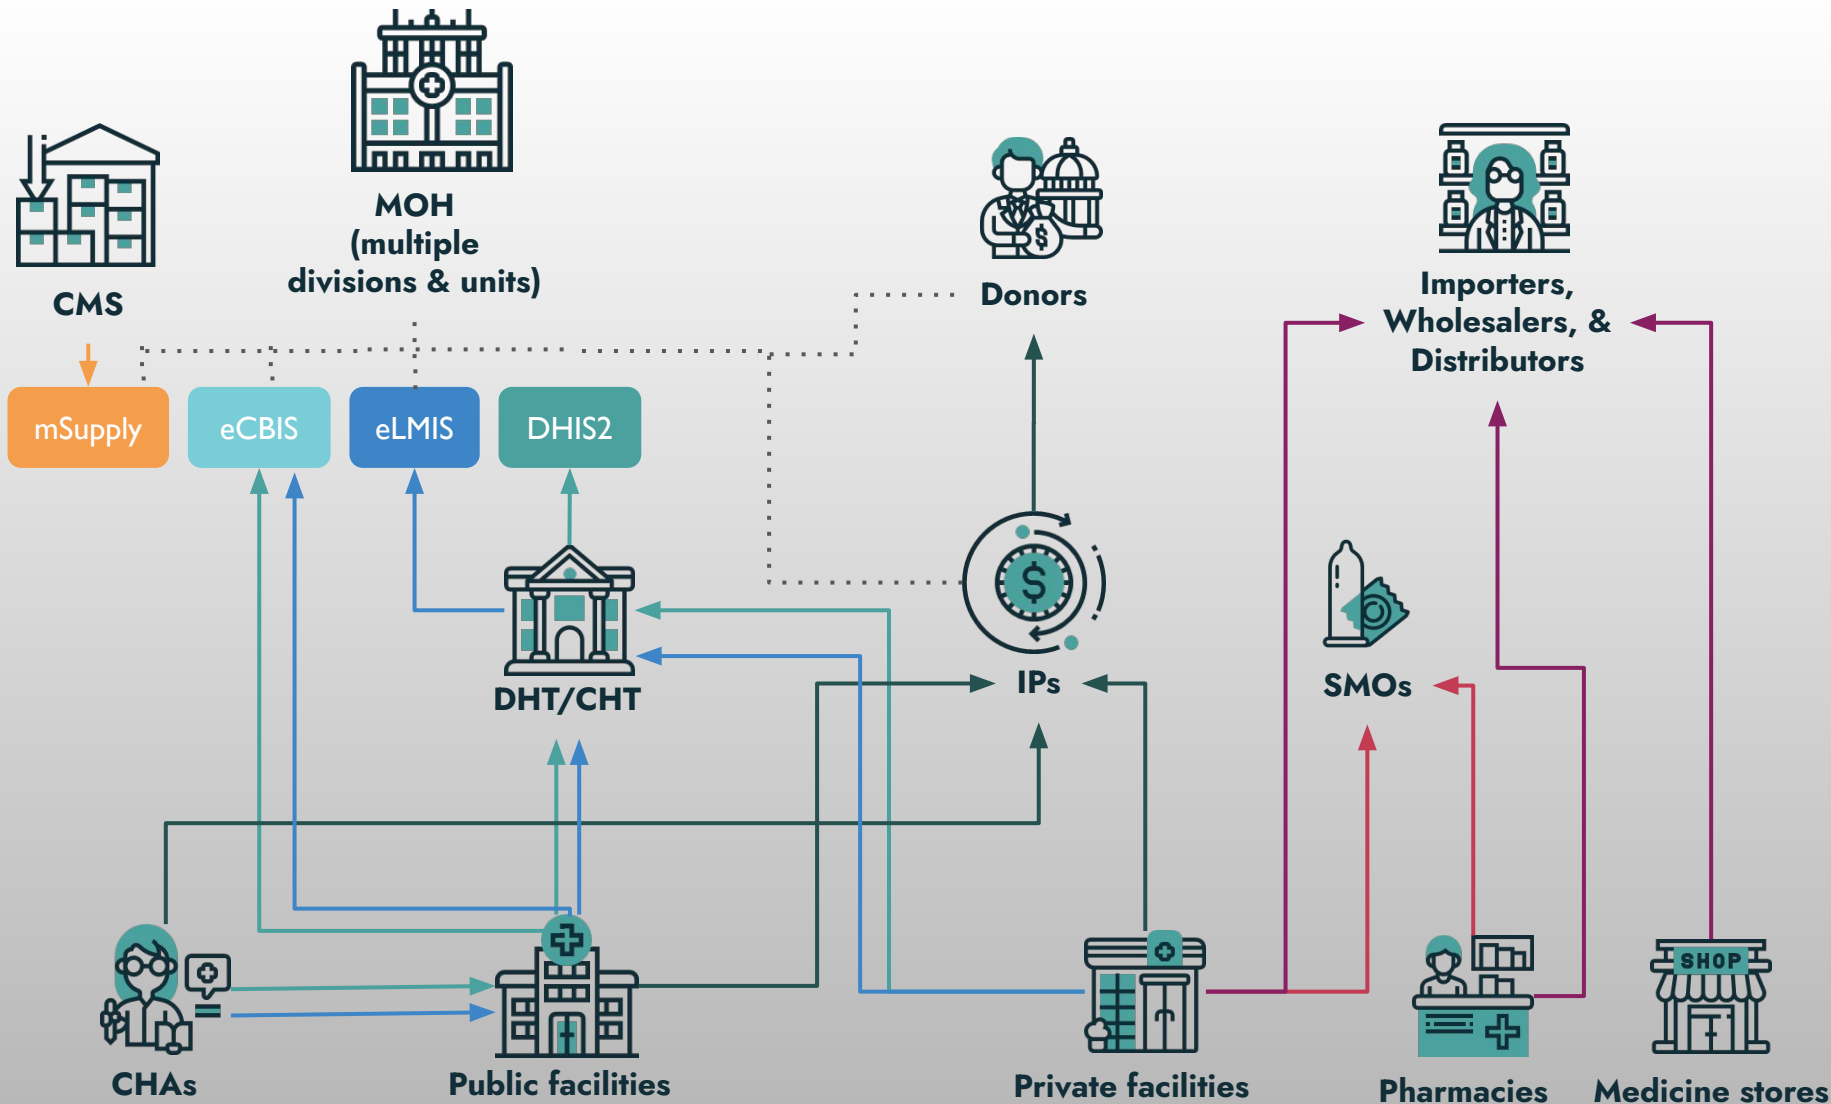 MOH
(multiple
divisions & units)
CMS
Donors
Importers,
Wholesalers, &
Distributors
mSupply
eCBIS
eLMIS
DHIS2
$
$
DHT/CHT
IPs
SMOs
SHOP
CHAs
Public facilities
Private facilities
Pharmacies
Medicine stores